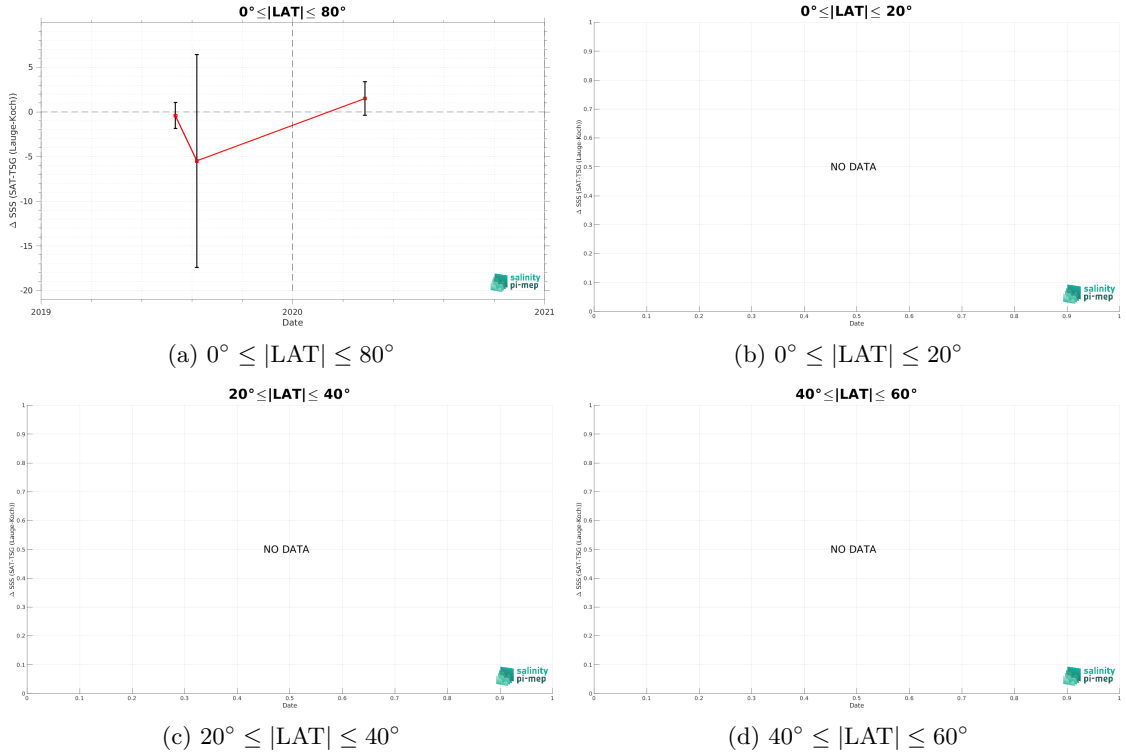 0°≤|LAT|≤ 80°
5
0
-5
-10
-15
-20
Δ SSS (SAT-TSG (Lauge-Koch))
2019
2020
2021
Date
salinity
pi-mep
(a) 0° ≤ |LAT| ≤ 80°
0°≤|LAT|≤ 20°
1
0.9
0.8
0.7
0.6
0.5
0.4
0.3
0.2
0.1
0
Δ SSS (SAT-TSG (Lauge-Koch))
NO DATA
0 0.1 0.2 0.3 0.4 0.5 0.6 0.7 0.8 0.9 1
Date
salinity
pi-mep
(b) 0° ≤ |LAT| ≤ 20°
20°≤|LAT|≤ 40°
1
0.9
0.8
0.7
0.6
0.5
0.4
0.3
0.2
0.1
0
Δ SSS (SAT-TSG (Lauge-Koch))
NO DATA
0 0.1 0.2 0.3 0.4 0.5 0.6 0.7 0.8 0.9 1
Date
salinity
pi-mep
(c) 20° ≤ |LAT| ≤ 40°
40°≤|LAT|≤ 60°
1
0.9
0.8
0.7
0.6
0.5
0.4
0.3
0.2
0.1
0
Δ SSS (SAT-TSG (Lauge-Koch))
NO DATA
0 0.1 0.2 0.3 0.4 0.5 0.6 0.7 0.8 0.9 1
Date
salinity
pi-mep
(d) 40° ≤ |LAT| ≤ 60°